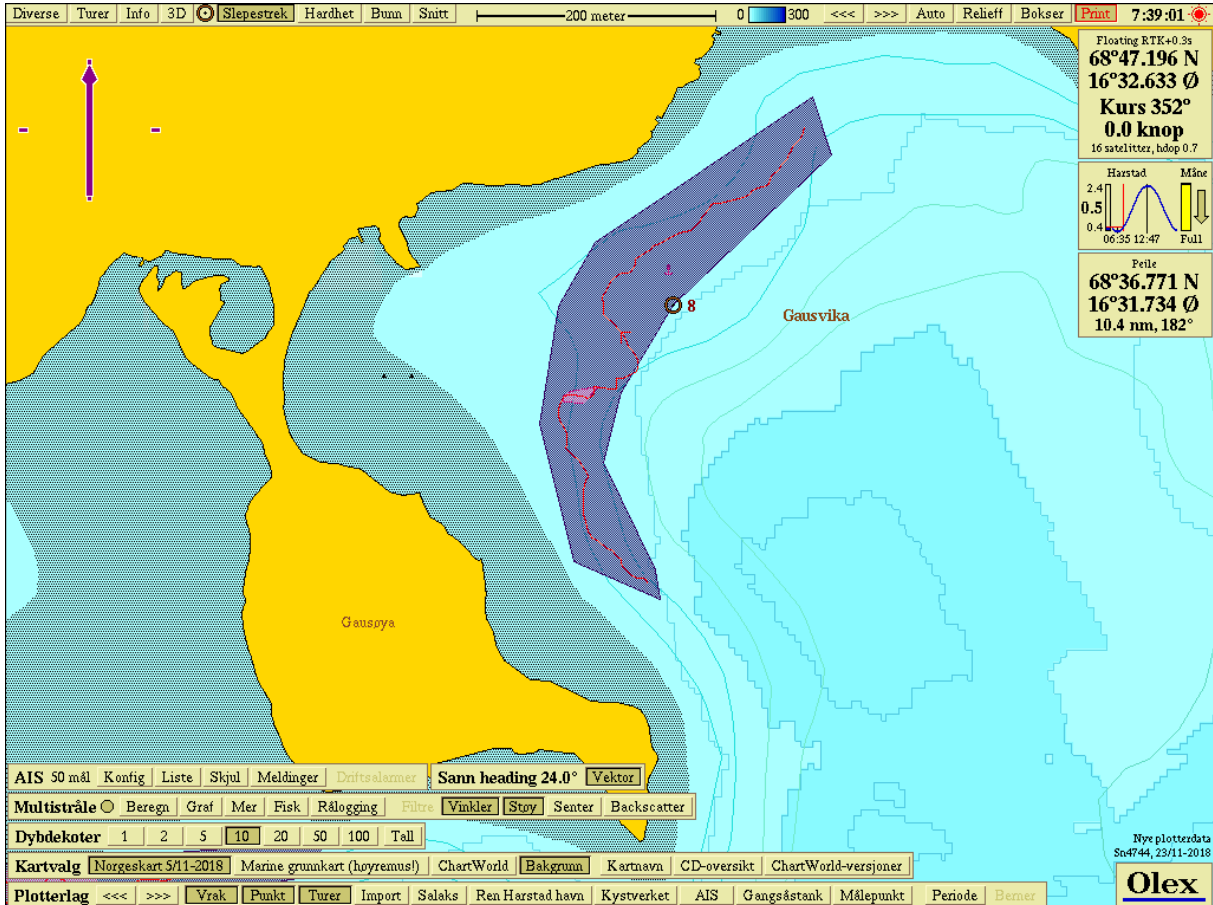 Diverse Turer Info 3D Slepestrek Hardhet Bunn Snitt 200 meter 0 300 <<< >>> Auto Relieff Bokser Print 7:39:01
Floating RTK+0.3s
68°47.196 N
16°32.633 Ø
Kurs 352°
0.0 knop
16 satelitter, hdop 0.7
Harstad Måne
2.4
0.5
0.4
06:35 12:47 Full
Peile
68°36.771 N
16°31.734 Ø
10.4 nm, 182°
8
Gausvika
Gausøya
AIS 50 mål Konfig Liste Skjul Meldinger Driftsalarmer Sann heading 24.0° Vektor
Multistråle Beregn Graf Mer Fisk Rålogging Filtre Vinkler Støy Senter Backscatter
Dybdekoter 1 2 5 10 20 50 100 Tall
Nye plotterdata
Sn4744, 23/11-2018
Kartvalg Norgeskart 5/11-2018 Marine grunnkart (høyremus!) ChartWorld Bakgrunn Kartnavn CD-oversikt ChartWorld-versjoner
Plotterlag <<< >>> Vrak Punkt Turer Import Salaks Ren Harstad havn Kystverket AIS Gangsåstank Målepunkt Periode Berner
Olex